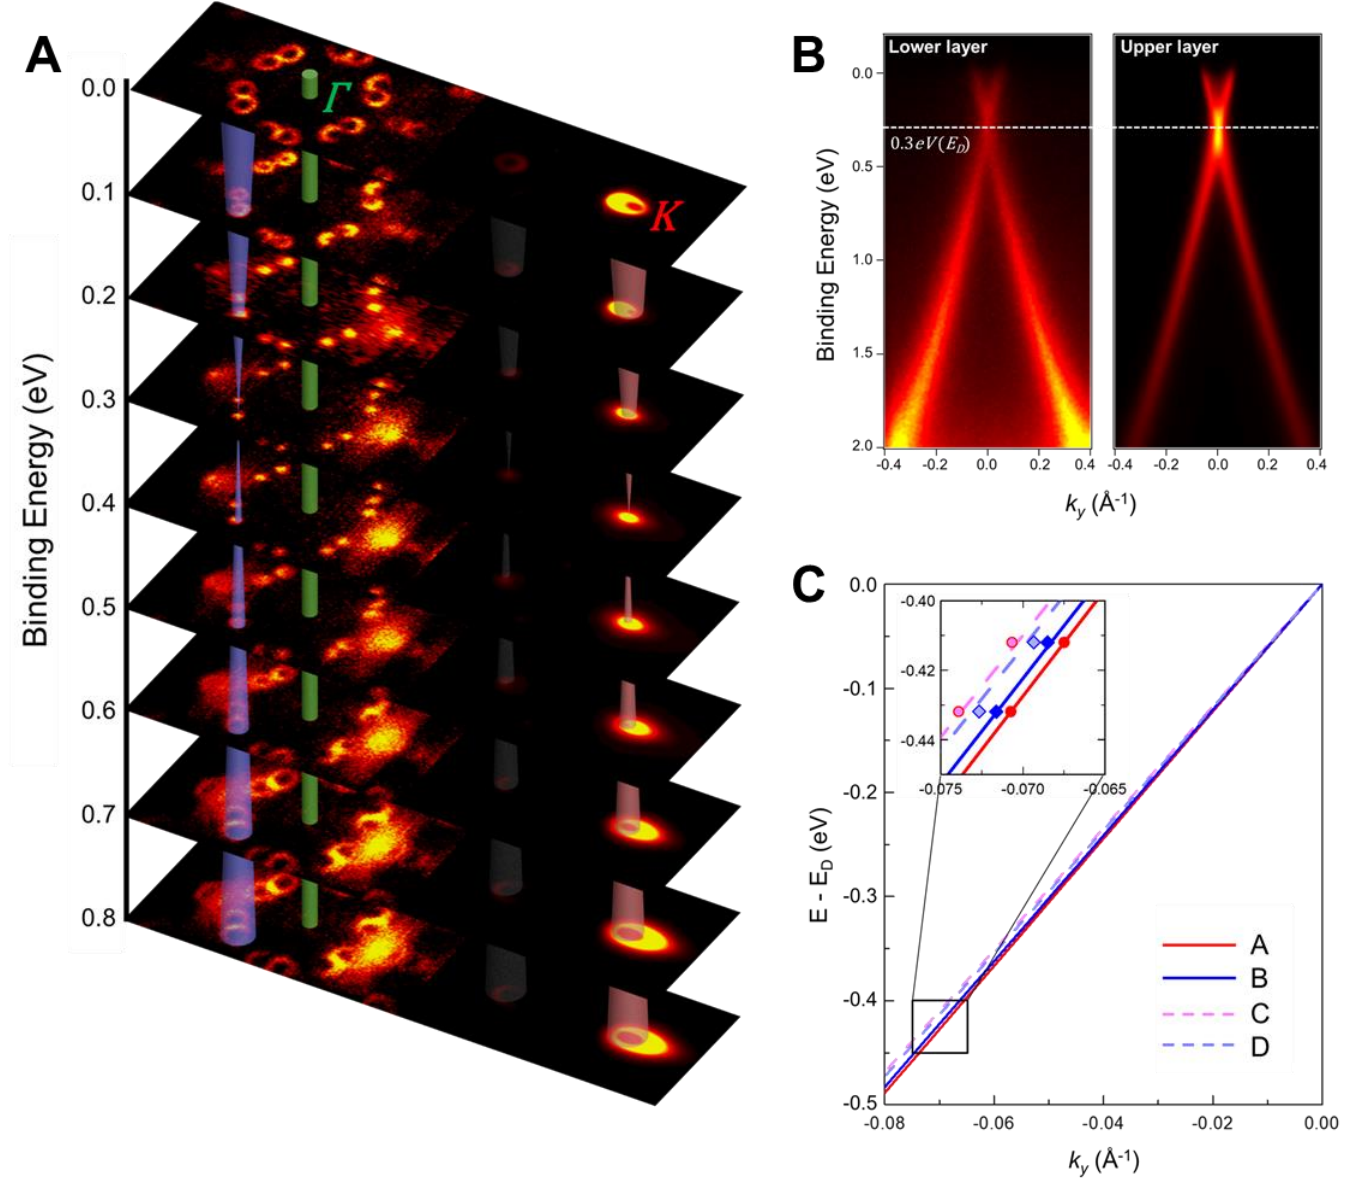 A
0.0
0.1
0.2
0.3
0.4
0.5
0.6
0.7
0.8
Binding Energy (eV)
Γ
K
B
Lower layer
Upper layer
0.0
0.5
1.0
1.5
2.0
Binding Energy (eV)
0.3eV(E_D)
-0.4 -0.2 0.0 0.2 0.4
-0.4 -0.2 0.0 0.2 0.4
k_y (Å⁻¹)
C
0.0
-0.1
-0.2
-0.3
-0.4
-0.5
E - E_D (eV)
-0.40
-0.42
-0.44
-0.075 -0.070 -0.065
A
B
C
D
-0.08 -0.06 -0.04 -0.02 0.00
k_y (Å⁻¹)